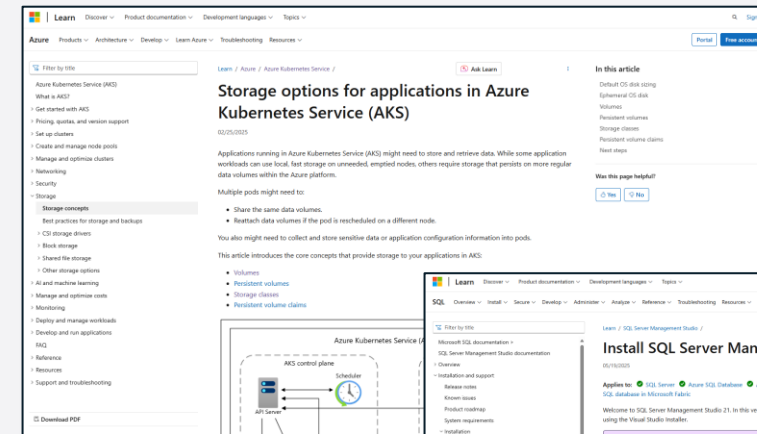 Learn Discover Product documentation Development languages Topics
Azure Products Architecture Develop Learn Azure Troubleshooting Resources Portal Free account
Filter by title
Azure Kubernetes Service (AKS)
What is AKS?
Get started with AKS
Pricing, quotas, and version support
Set up clusters
Create and manage node pools
Manage and optimize clusters
Networking
Security
Storage
Storage concepts
Best practices for storage and backups
CSI storage drivers
Block storage
Shared file storage
Other storage options
AI and machine learning
Manage and optimize costs
Monitoring
Deploy and manage workloads
Develop and run applications
FAQ
Reference
Resources
Support and troubleshooting
Download PDF
Learn / Azure / Azure Kubernetes Service /
Ask Learn
Storage options for applications in Azure
Kubernetes Service (AKS)
02/25/2025
Applications running in Azure Kubernetes Service (AKS) might need to store and retrieve data. While some application
workloads can use local, fast storage on unneeded, emptied nodes, others require storage that persists on more regular
data volumes within the Azure platform.
Multiple pods might need to:
Share the same data volumes.
Reattach data volumes if the pod is rescheduled on a different node.
You also might need to collect and store sensitive data or application configuration information into pods.
This article introduces the core concepts that provide storage to your applications in AKS:
Volumes
Persistent volumes
Storage classes
Persistent volume claims
Azure Kubernetes Service
AKS control plane
Scheduler
API Server
In this article
Default OS disk sizing
Ephemeral OS disk
Volumes
Persistent volumes
Storage classes
Persistent volume claims
Next steps
Was this page helpful?
Yes No
Learn Discover Product documentation Development languages Topics
SQL Overview Install Secure Develop Administer Analyze Reference Troubleshooting Resources
Filter by title
Microsoft SQL documentation
SQL Server Management Studio documentation
Overview
Installation and support
Release notes
Known issues
Product roadmap
System requirements
Installation
Learn / SQL Server Management Studio /
Install SQL Server Man
Applies to: SQL Server Azure SQL Database
SQL database in Microsoft Fabric
Welcome to SQL Server Management Studio 21. In this ve
using the Visual Studio Installer.